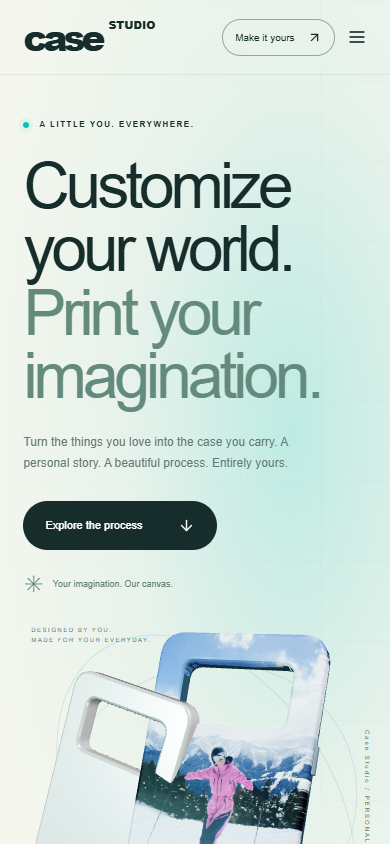 case STUDIO
Make it yours
A LITTLE YOU. EVERYWHERE.
Customize
your world.
Print your
imagination.
Turn the things you love into the case you carry. A
personal story. A beautiful process. Entirely yours.
Explore the process
Your imagination. Our canvas.
DESIGNED BY YOU.
MADE FOR YOUR EVERYDAY.
Case Studio / PERSONAL